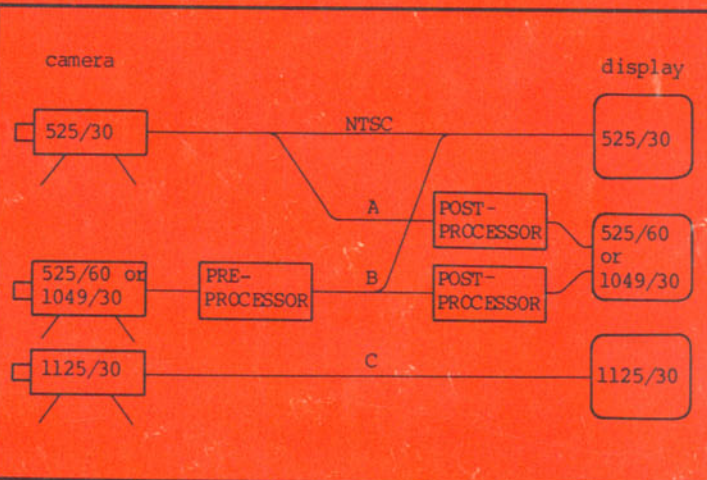 camera
display
525/30
NTSC
525/30
A
POST-
PROCESSOR
525/60
or
1049/30
525/60 or
1049/30
PRE-
PROCESSOR
B
POST-
PROCESSOR
1125/30
C
1125/30